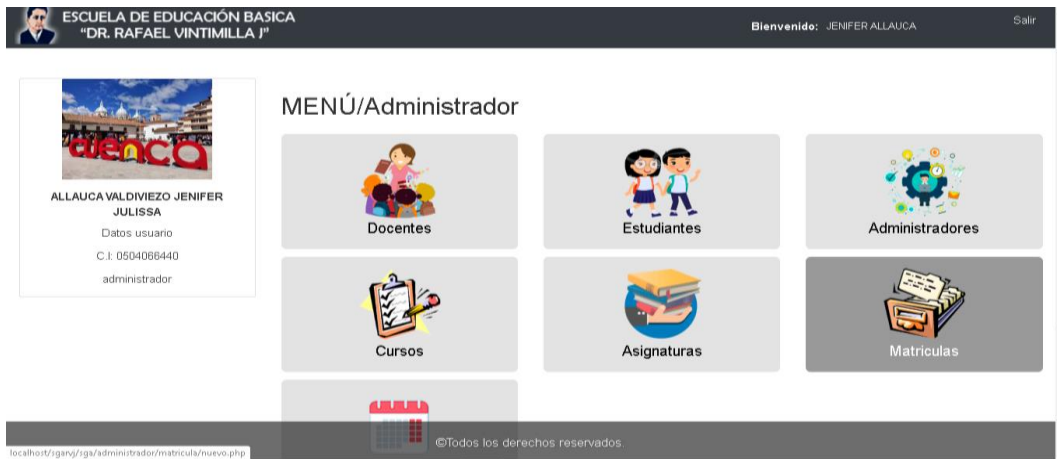 ESCUELA DE EDUCACIÓN BASICA
“DR. RAFAEL VINTIMILLA J”
Bienvenido: JENIFER ALLAUCA
Salir
cuenca
ALLAUCA VALDIVIEZO JENIFER
JULISSA
Datos usuario
C.I: 0504066440
administrador
MENÚ/Administrador
Docentes
Estudiantes
Administradores
Cursos
Asignaturas
Matriculas
©Todos los derechos reservados.
localhost/sgarvj/sga/administrador/matricula/nuevo.php